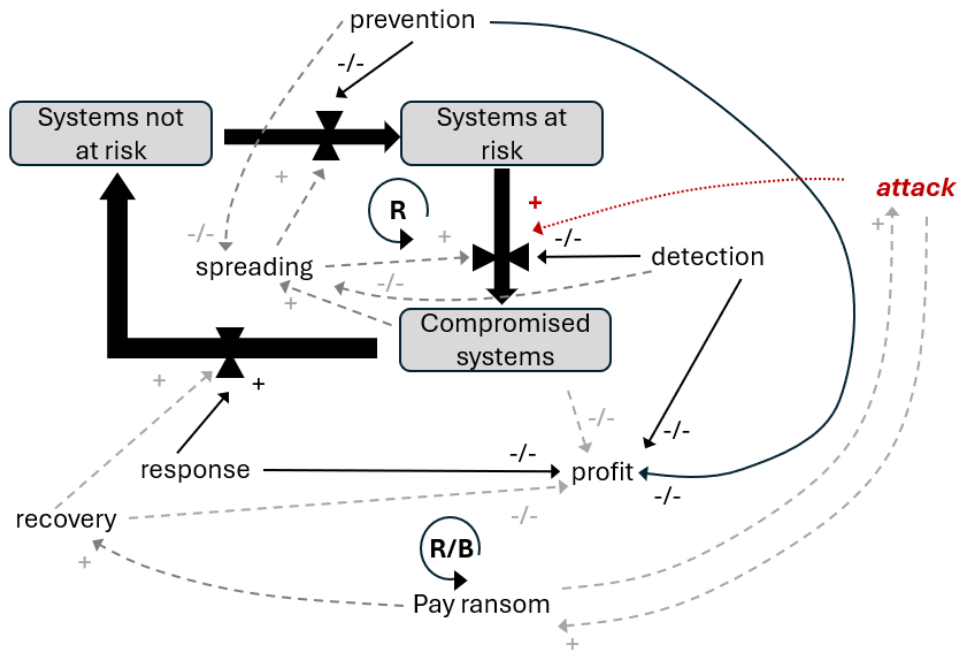 prevention
-/-
Systems not
at risk
Systems at
risk
attack
+
R
+
+
-/-
+
-/-
detection
spreading
-/-
+
Compromised
systems
+
+
-/-
-/-
response
-/-
profit
-/-
recovery
-/-
R/B
+
Pay ransom
+